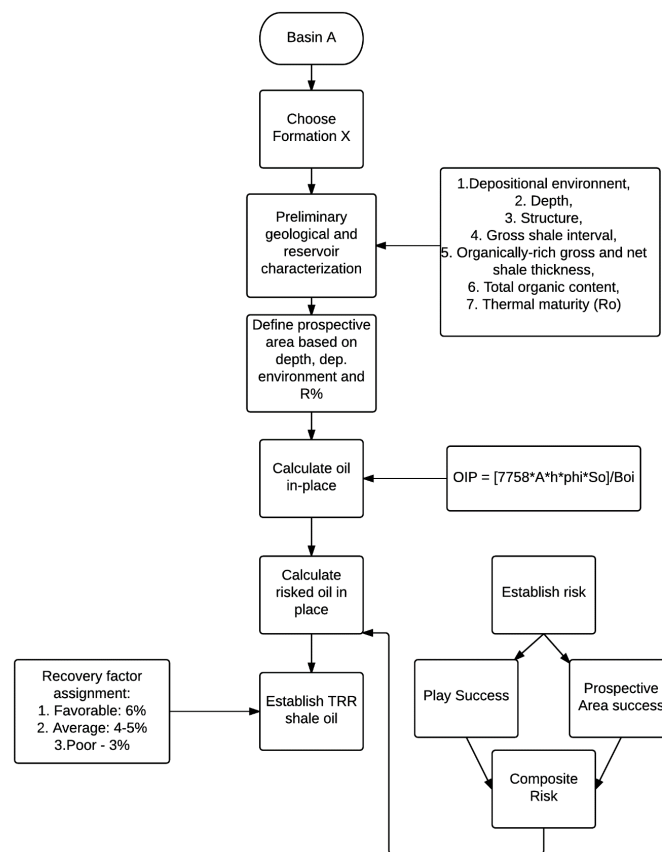 Basin A
Choose
Formation X
Preliminary
geological and
reservoir
characterization
1.Depositional environment,
2. Depth,
3. Structure,
4. Gross shale interval,
5. Organically-rich gross and net
shale thickness,
6. Total organic content,
7. Thermal maturity (Ro)
Define prospective
area based on
depth, dep.
environment and
R%
Calculate oil
in-place
OIP = [7758*A*h*phi*So]/Boi
Calculate
risked oil in
place
Establish risk
Recovery factor
assignment:
1. Favorable: 6%
2. Average: 4-5%
3.Poor - 3%
Establish TRR
shale oil
Play Success
Prospective
Area success
Composite
Risk